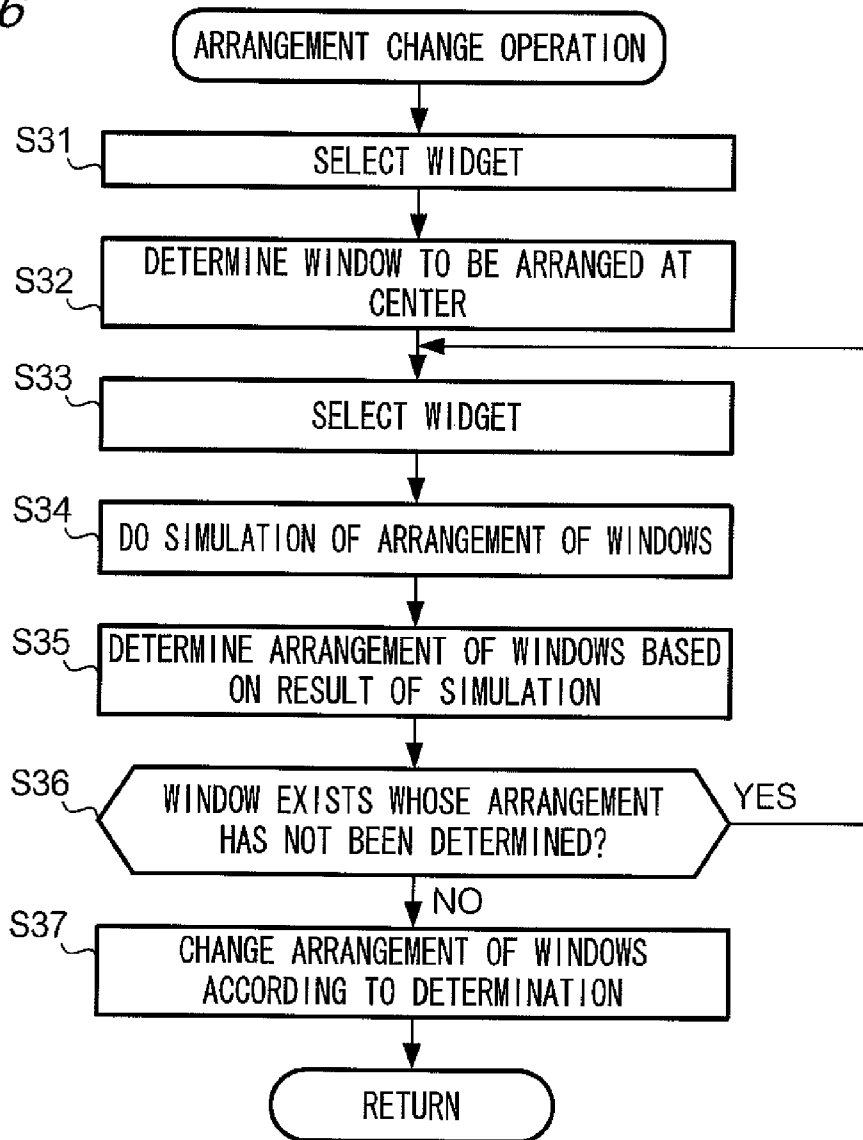 6
ARRANGEMENT CHANGE OPERATION
S31
SELECT WIDGET
S32
DETERMINE WINDOW TO BE ARRANGED AT
CENTER
S33
SELECT WIDGET
S34
DO SIMULATION OF ARRANGEMENT OF WINDOWS
S35
DETERMINE ARRANGEMENT OF WINDOWS BASED
ON RESULT OF SIMULATION
S36
WINDOW EXISTS WHOSE ARRANGEMENT
HAS NOT BEEN DETERMINED?
YES
NO
S37
CHANGE ARRANGEMENT OF WINDOWS
ACCORDING TO DETERMINATION
RETURN